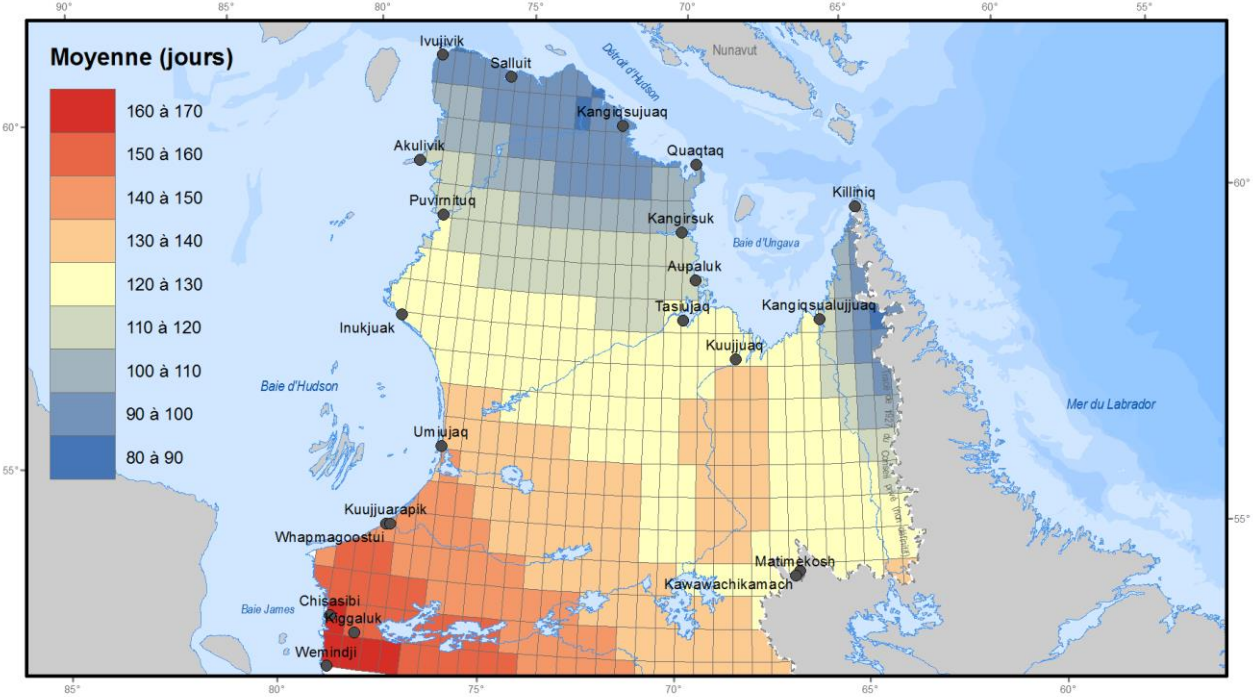 90°
85°
80°
75°
70°
65°
60°
55°
Moyenne (jours)
160 à 170
150 à 160
140 à 150
130 à 140
120 à 130
110 à 120
100 à 110
90 à 100
80 à 90
Ivujivik
Salluit
Détroit d'Hudson
Nunavut
Kangiqsujuaq
60°
Akulivik
Quaqtaq
60°
Puvirnituq
Killiniq
Kangirsuk
Baie d'Ungava
Aupaluk
Tasiujaq
Kangiqsualujjuaq
Inukjuak
Kuujjuaq
Baie d'Hudson
Mer du Labrador
Umiujaq
55°
Kuujjuarapik
Whapmagoostui
55°
Matimekosh
Kawawachikamach
Chisasibi
Baie James
Kiggaluk
Wemindji
85°
80°
75°
70°
65°
60°